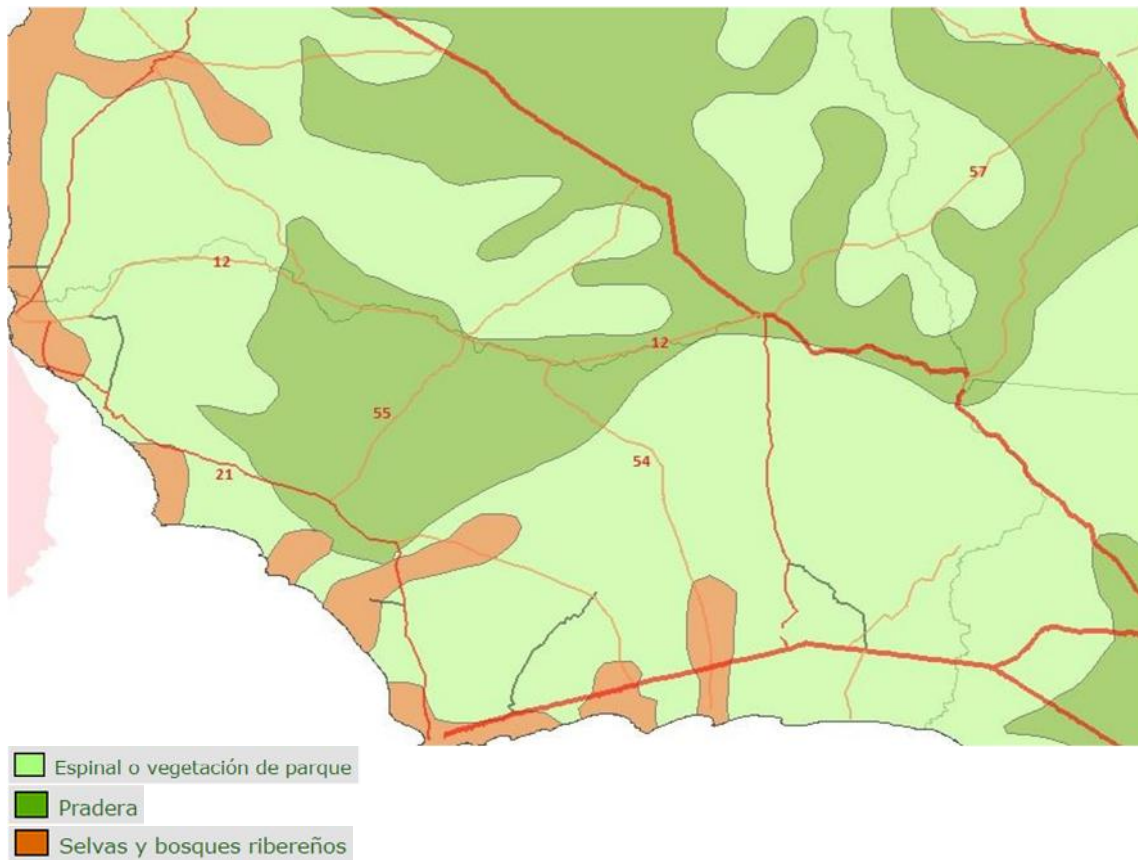 57
12
12
55
54
21
Espinal o vegetación de parque
Pradera
Selvas y bosques ribereños